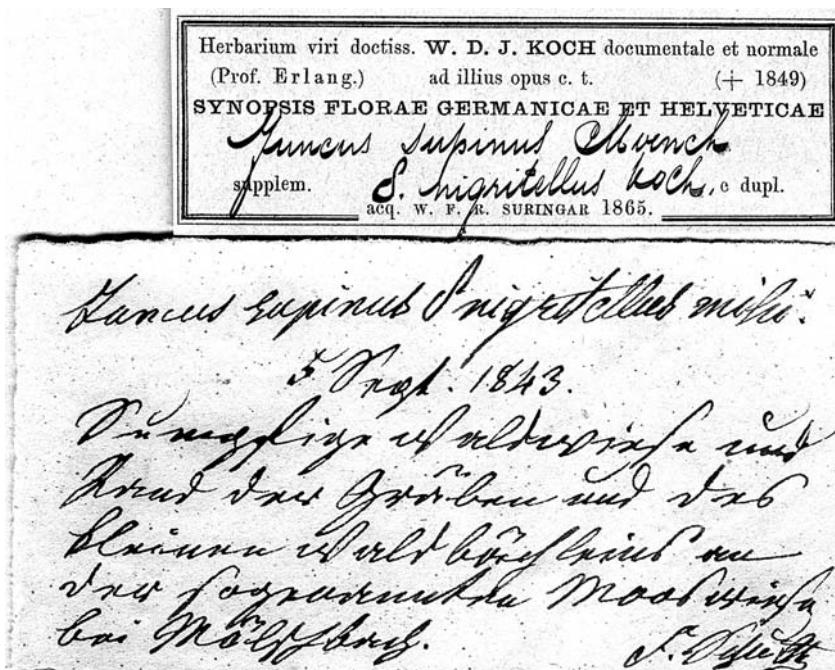 Herbarium viri doctiss. W. D. J. KOCH documentale et normale
(Prof. Erlang.) ad illius opus c. t. († 1849)
SYNOPSIS FLORAE GERMANICAE ET HELVETICAE
Juncus supinus Moench
supplem. δ. nigritellus Koch. c dupl.
acq. W. F. R. SURINGAR 1865.
Juncus supinus δ nigritellus mihi.
5 Sept. 1843.
Sumpfige Waldwiese und
Rand der Gräben und des
kleinen Waldbächleins an
der sogenannten Mooswiese
bei
F. Schultz